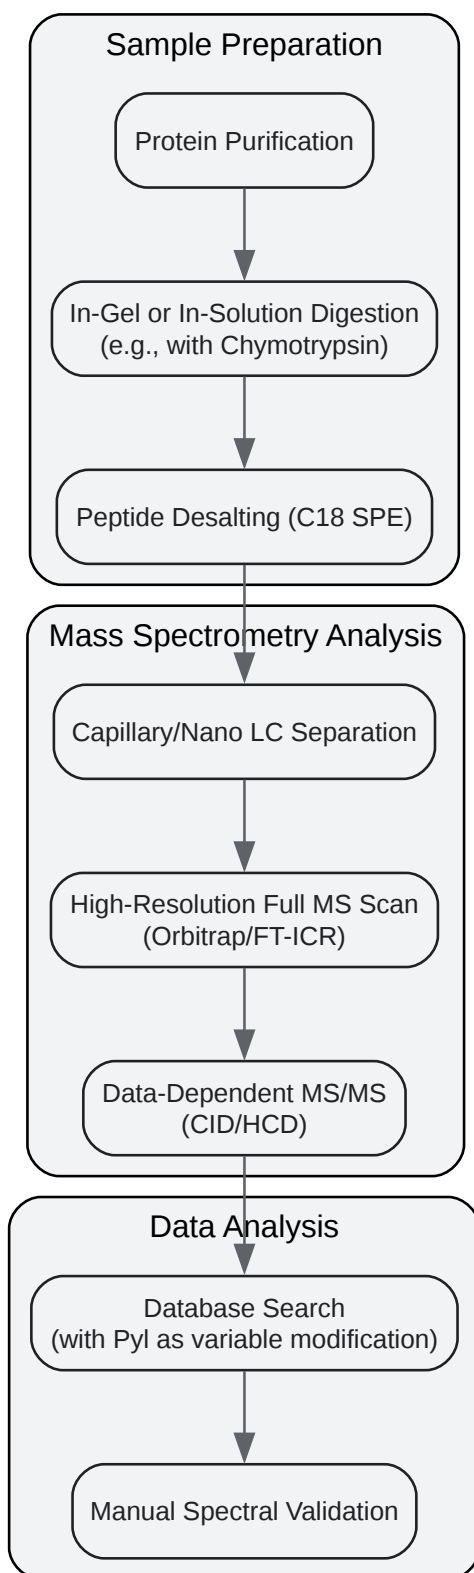 Sample Preparation
Protein Purification
In-Gel or In-Solution Digestion
(e.g., with Chymotrypsin)
Peptide Desalting (C18 SPE)
Mass Spectrometry Analysis
Capillary/Nano LC Separation
High-Resolution Full MS Scan
(Orbitrap/FT-ICR)
Data-Dependent MS/MS
(CID/HCD)
Data Analysis
Database Search
(with Pyl as variable modification)
Manual Spectral Validation